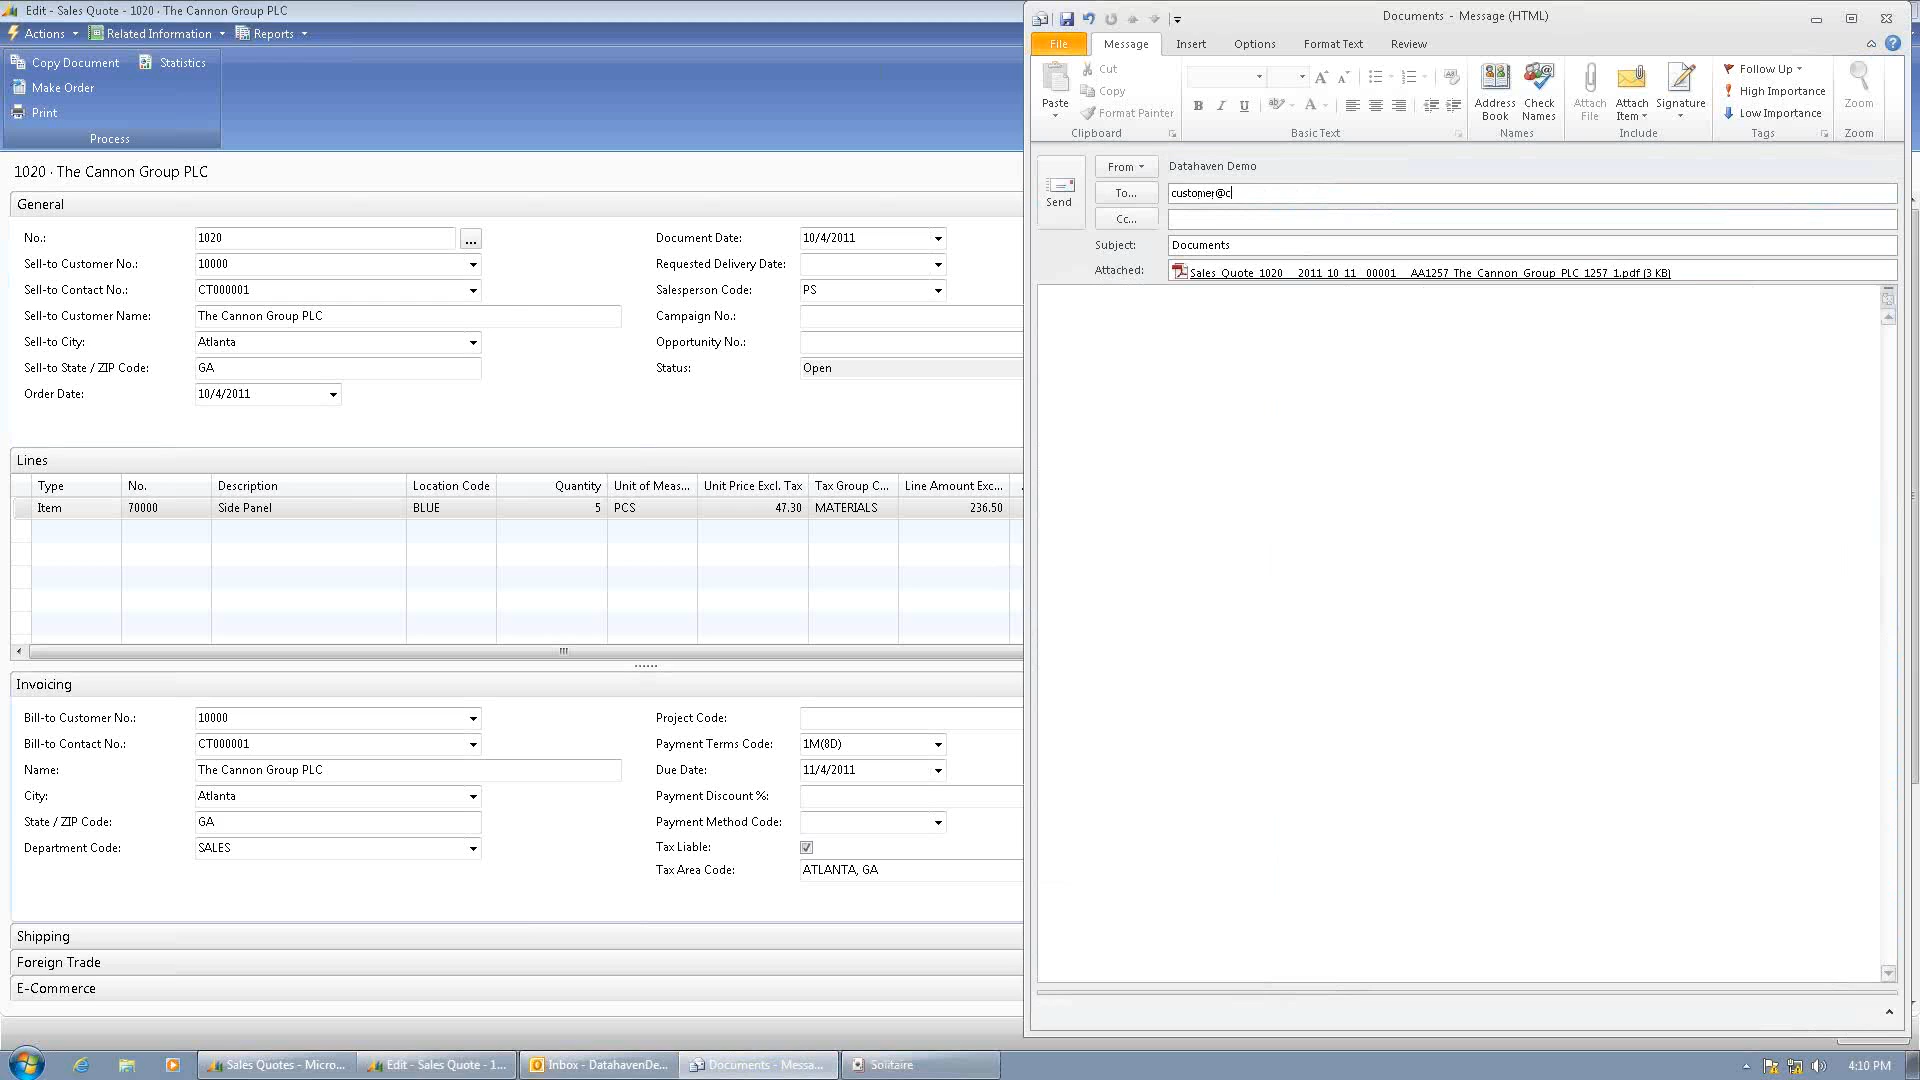 Edit - Sales Quote - 1020 · The Cannon Group PLC
Actions Related Information Reports
Copy Document Statistics
Make Order
Print
Process
1020 · The Cannon Group PLC
General
No.: 1020 ... Document Date: 10/4/2011
Sell-to Customer No.: 10000 Requested Delivery Date:
Sell-to Contact No.: CT000001 Salesperson Code: PS
Sell-to Customer Name: The Cannon Group PLC Campaign No.:
Sell-to City: Atlanta Opportunity No.:
Sell-to State / ZIP Code: GA Status: Open
Order Date: 10/4/2011
Lines
Type No. Description Location Code Quantity Unit of Meas... Unit Price Excl. Tax Tax Group C... Line Amount Exc...
Item 70000 Side Panel BLUE 5 PCS 47.30 MATERIALS 236.50
Invoicing
Bill-to Customer No.: 10000 Project Code:
Bill-to Contact No.: CT000001 Payment Terms Code: 1M(8D)
Name: The Cannon Group PLC Due Date: 11/4/2011
City: Atlanta Payment Discount %:
State / ZIP Code: GA Payment Method Code:
Department Code: SALES Tax Liable:
Tax Area Code: ATLANTA, GA
Shipping
Foreign Trade
E-Commerce
Documents - Message (HTML)
File Message Insert Options Format Text Review
Paste Cut Copy Format Painter
B I U
Address Book Check Names Attach File Attach Item Signature
Follow Up
High Importance
Low Importance
Zoom
Clipboard Basic Text Names Include Tags Zoom
Send
From Datahaven Demo
To... customer@c
Cc...
Subject: Documents
Attached: Sales_Quote_1020__2011_10_11__00001__AA1257_The_Cannon_Group_PLC_1257_1.pdf (3 KB)
Sales Quotes - Micro... Edit - Sales Quote - 1... Inbox - DatahavenDe... Documents - Messa... Solitaire 4:10 PM